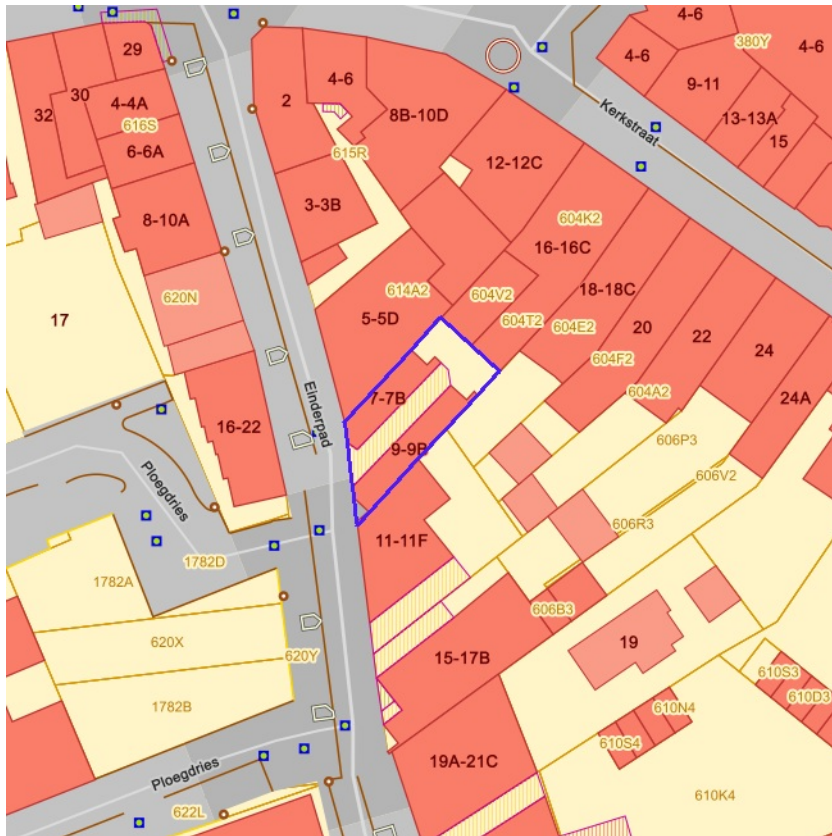 4-6
4-6
380Y
29
4-6
4-6
30
9-11
32
4-4A
2
8B-10D
Kerkstraat
13-13A
616S
15
6-6A
615R
12-12C
3-3B
8-10A
604K2
16-16C
614A2
604V2
18-18C
620N
17
5-5D
604T2
604E2
20
22
24
604F2
7-7B
604A2
24A
Einderpad
16-22
9-9B
606P3
606V2
Ploegdries
606R3
11-11F
1782D
1782A
606B3
620X
19
620Y
15-17B
610S3
610D3
1782B
610N4
610S4
Ploegdries
19A-21C
610K4
622L